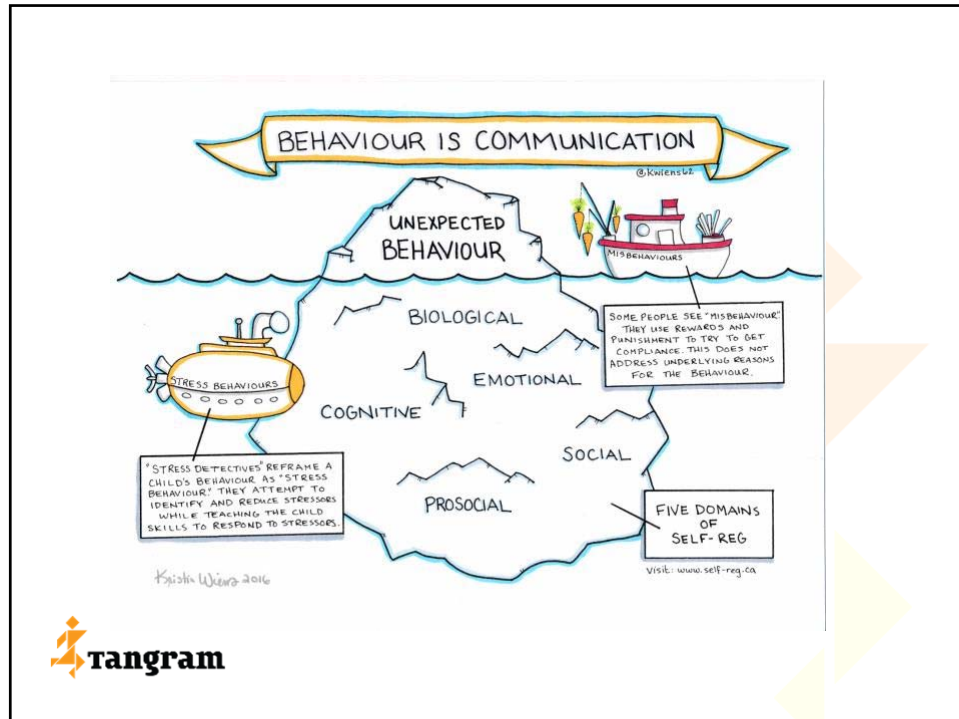 BEHAVIOUR IS COMMUNICATION
@kwiens62
UNEXPECTED
BEHAVIOUR
MISBEHAVIOURS
SOME PEOPLE SEE "MISBEHAVIOUR."
THEY USE REWARDS AND
PUNISHMENT TO TRY TO GET
COMPLIANCE. THIS DOES NOT
ADDRESS UNDERLYING REASONS
FOR THE BEHAVIOUR.
BIOLOGICAL
EMOTIONAL
COGNITIVE
SOCIAL
PROSOCIAL
STRESS BEHAVIOURS
"STRESS DETECTIVES" REFRAME A
CHILD'S BEHAVIOUR AS "STRESS
BEHAVIOUR." THEY ATTEMPT TO
IDENTIFY AND REDUCE STRESSORS
WHILE TEACHING THE CHILD
SKILLS TO RESPOND TO STRESSORS.
FIVE DOMAINS
OF
SELF-REG
Visit: www.self-reg.ca
Kristin Wiens 2016
Tangram